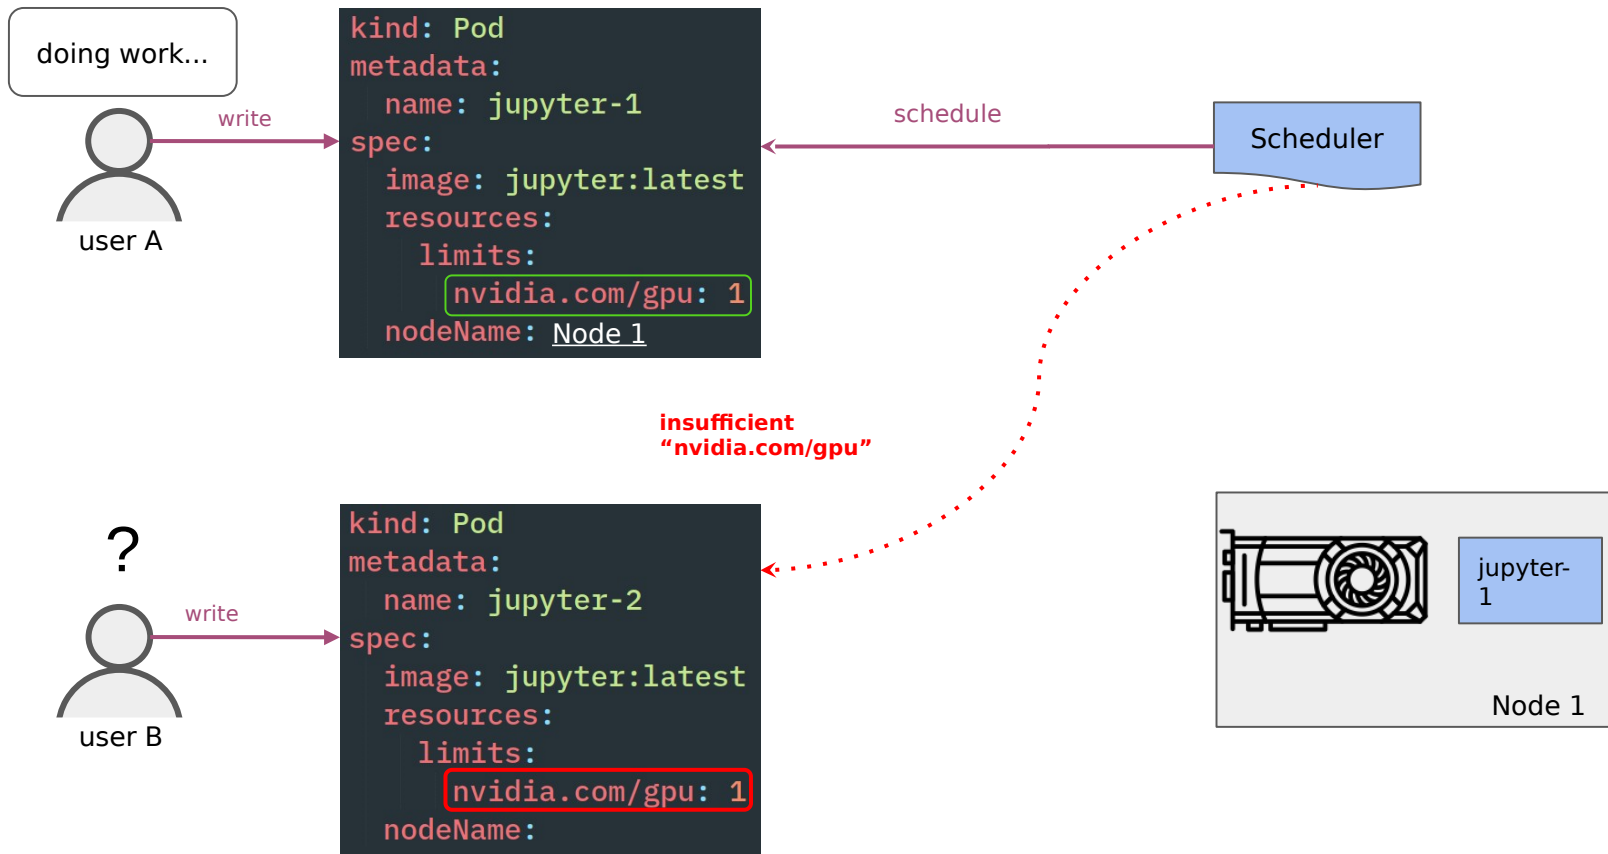 doing work...
write
user A
kind: Pod
metadata:
name: jupyter-1
spec:
image: jupyter:latest
resources:
limits:
nvidia.com/gpu: 1
nodeName: Node 1
schedule
Scheduler
insufficient
“nvidia.com/gpu”
?
write
user B
kind: Pod
metadata:
name: jupyter-2
spec:
image: jupyter:latest
resources:
limits:
nvidia.com/gpu: 1
nodeName:
jupyter-
1
Node 1